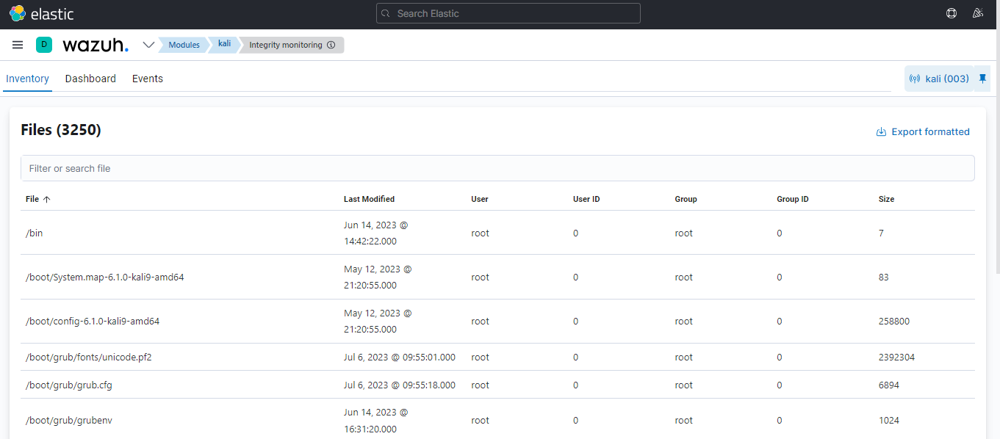 elastic
Search Elastic
D
wazuh.
Modules
kali
Integrity monitoring
Inventory
Dashboard
Events
kali (003)
Files (3250)
Export formatted
Filter or search file
File Last Modified User User ID Group Group ID Size
/bin Jun 14, 2023 @ 14:42:22.000 root 0 root 0 7
/boot/System.map-6.1.0-kali9-amd64 May 12, 2023 @ 21:20:55.000 root 0 root 0 83
/boot/config-6.1.0-kali9-amd64 May 12, 2023 @ 21:20:55.000 root 0 root 0 258800
/boot/grub/fonts/unicode.pf2 Jul 6, 2023 @ 09:55:01.000 root 0 root 0 2392304
/boot/grub/grub.cfg Jul 6, 2023 @ 09:55:18.000 root 0 root 0 6894
/boot/grub/grubenv Jun 14, 2023 @ 16:31:20.000 root 0 root 0 1024